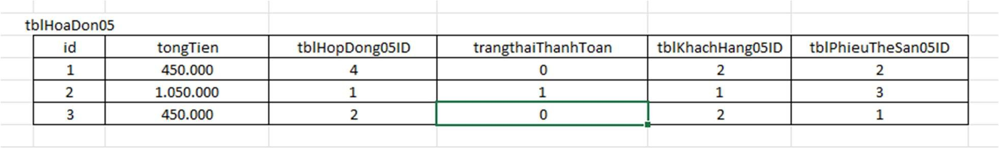 tblHoaDon05
id tongTien tblHopDong05ID trangthaiThanhToan tblKhachHang05ID tblPhieuTheSan05ID
1 450.000 4 0 2 2
2 1.050.000 1 1 1 3
3 450.000 2 0 2 1